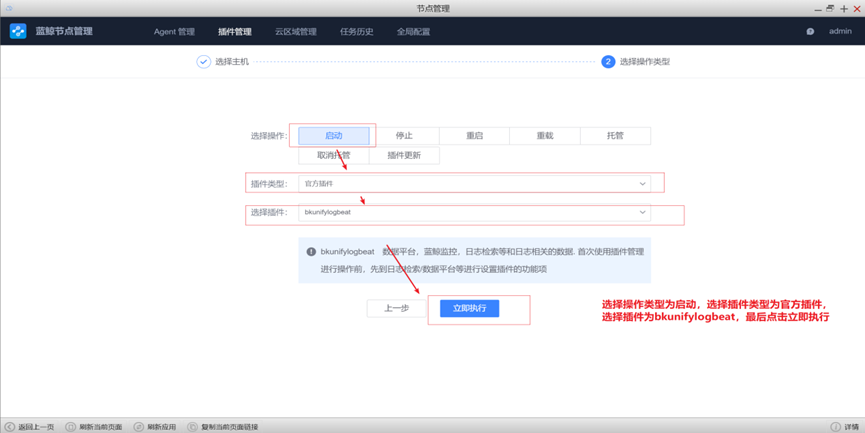 节点管理
蓝鲸节点管理
Agent 管理
插件管理
云区域管理
任务历史
全局配置
admin
选择主机
2 选择操作类型
选择操作：
启动
停止
重启
重载
托管
取消托管
插件更新
插件类型：
官方插件
选择插件：
bkunifylogbeat
bkunifylogbeat 数据平台，蓝鲸监控，日志检索等和日志相关的数据. 首次使用插件管理
进行操作前，先到日志检索/数据平台等进行设置插件的功能项
上一步
立即执行
选择操作类型为启动，选择插件类型为官方插件，
选择插件为bkunifylogbeat，最后点击立即执行
返回上一页
刷新当前页面
刷新应用
复制当前页面链接
详情